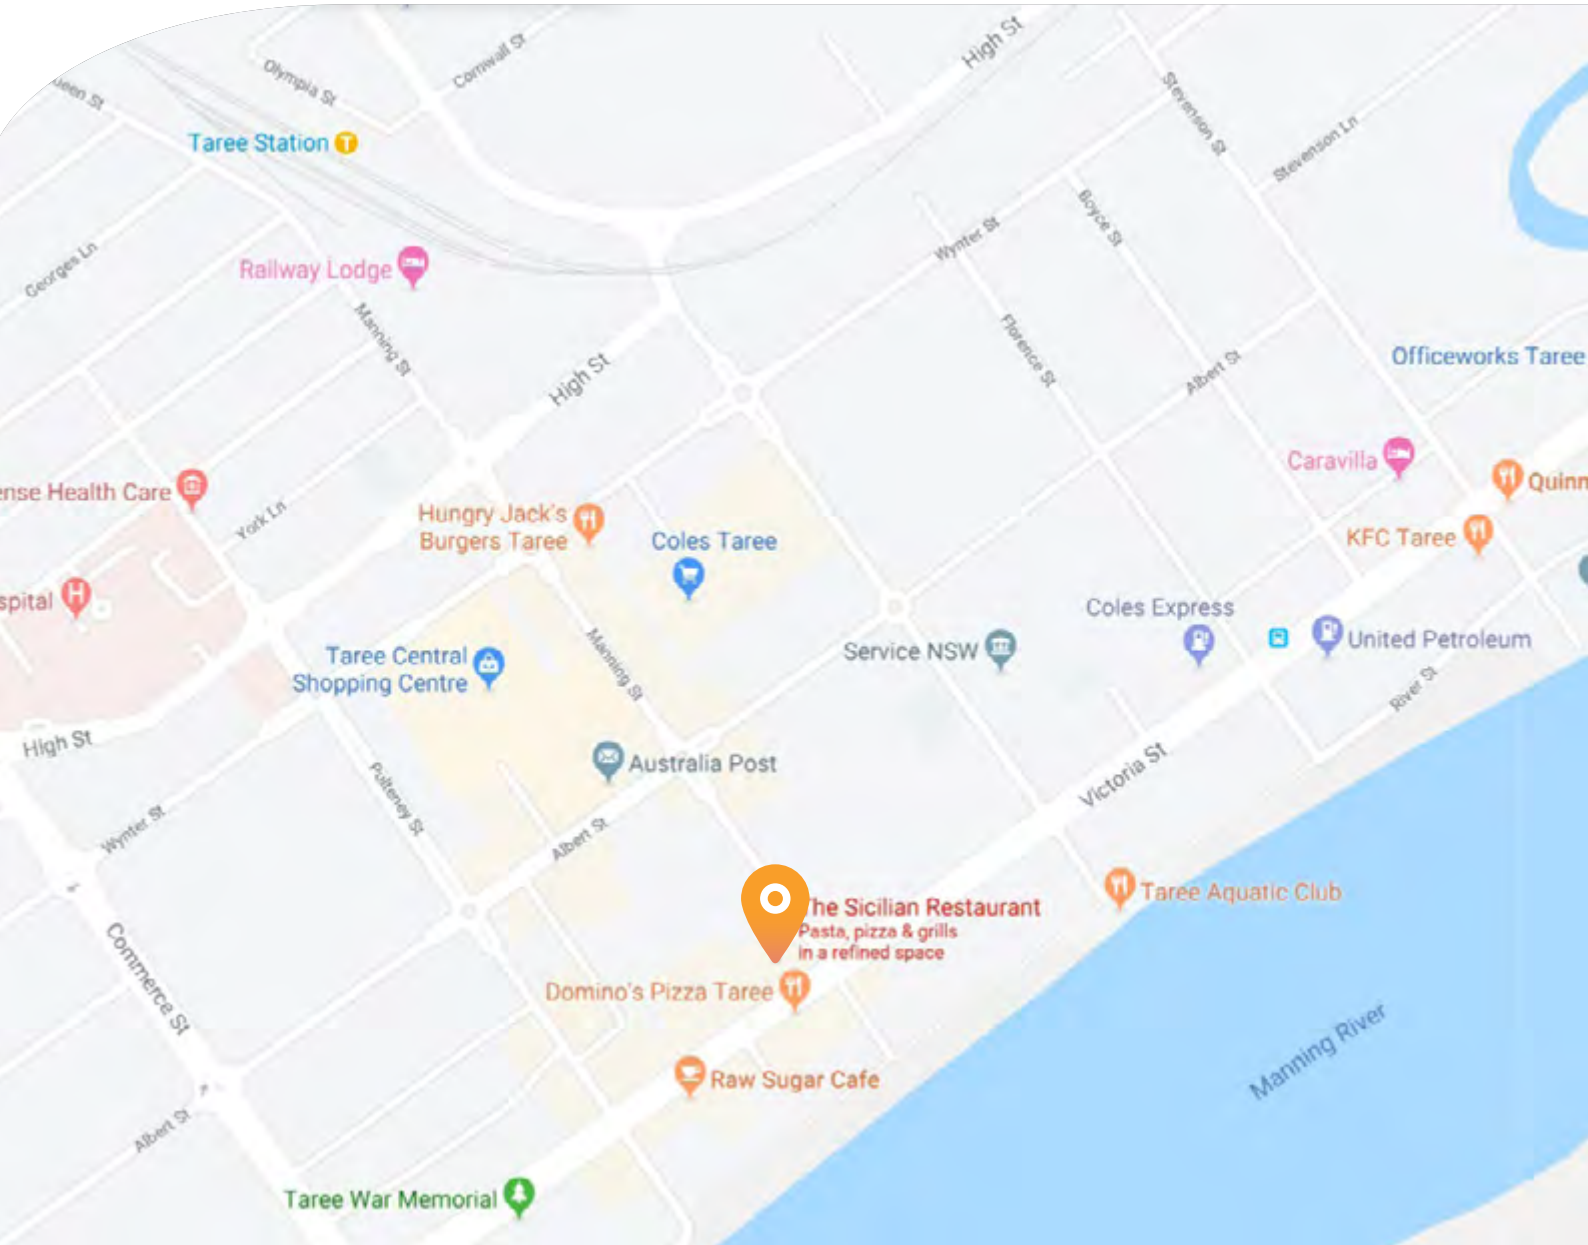 High St
Cornwall St
Olympia St
Stevenson St
Stevenson Ln
Taree Station
T
Boyce St
Wynter St
Georges Ln
Railway Lodge
Manning St
High St
Florence St
Albert St
Officeworks Taree
Caravilla
Health Care
York Ln
Hungry Jack's
Burgers Taree
Coles Taree
KFC Taree
H
Coles Express
United Petroleum
Service NSW
Taree Central
Shopping Centre
Manning St
River St
High St
Australia Post
Victoria St
Pulteney St
Wynter St
Albert St
Taree Aquatic Club
The Sicilian Restaurant
Pasta, pizza & grills
in a refined space
Commerce St
Domino's Pizza Taree
Manning River
Raw Sugar Cafe
Albert St
Taree War Memorial